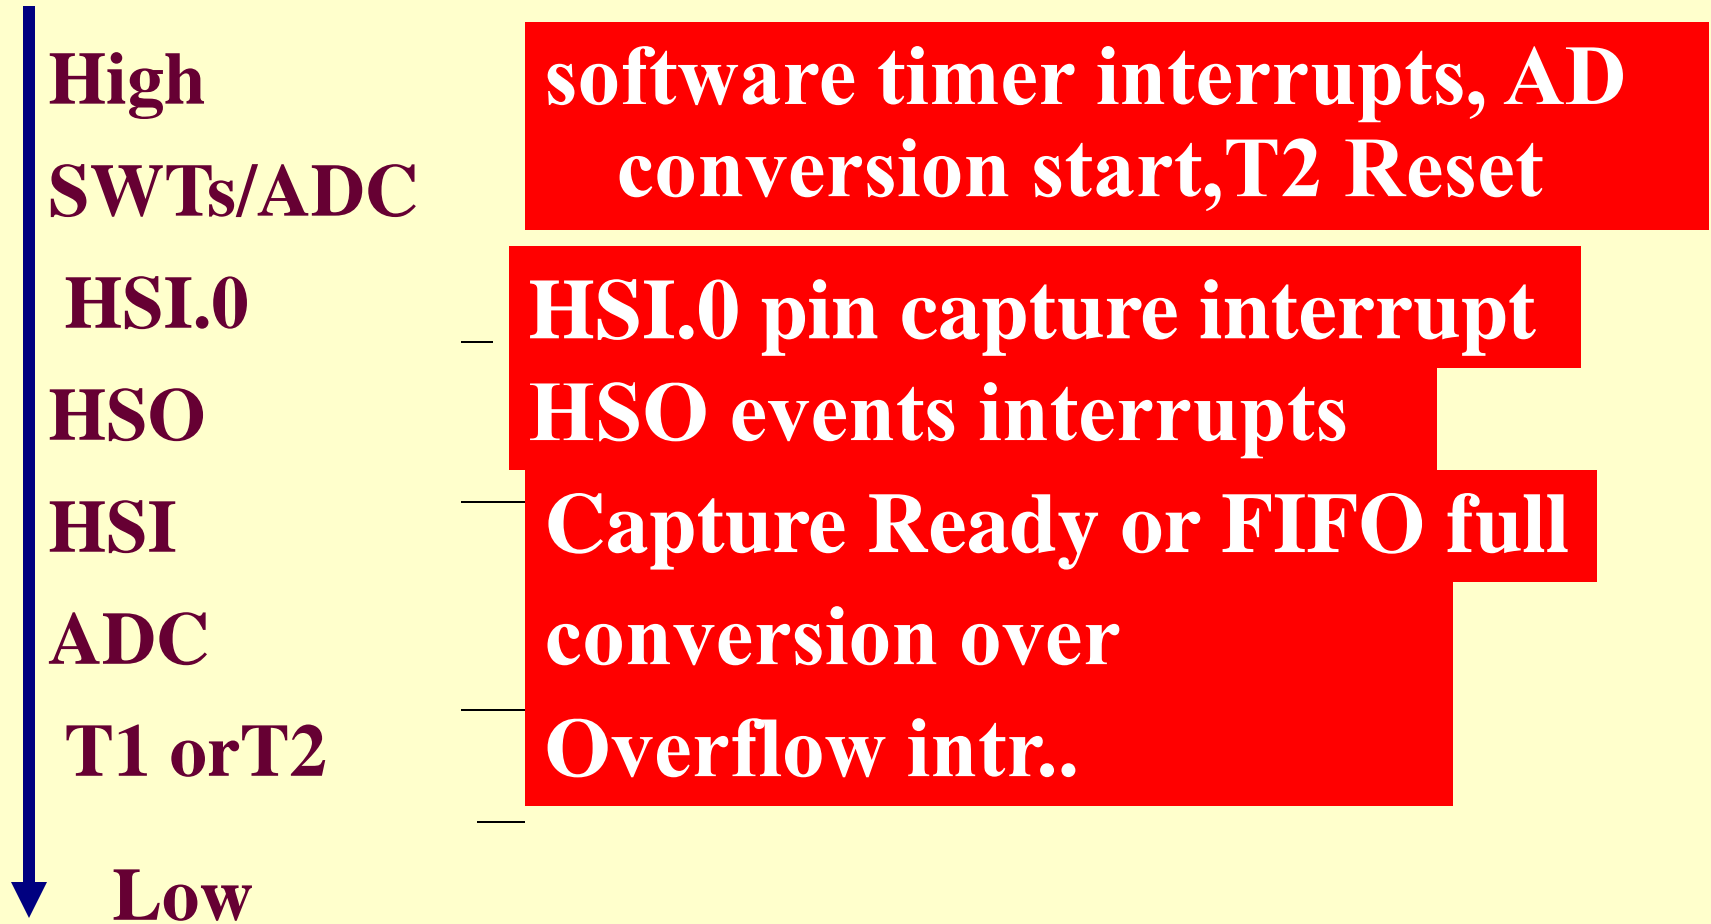 High
software timer interrupts, AD
conversion start,T2 Reset
SWTs/ADC
HSI.0
HSI.0 pin capture interrupt
HSO
HSO events interrupts
HSI
Capture Ready or FIFO full
ADC
conversion over
T1 orT2
Overflow intr..
Low